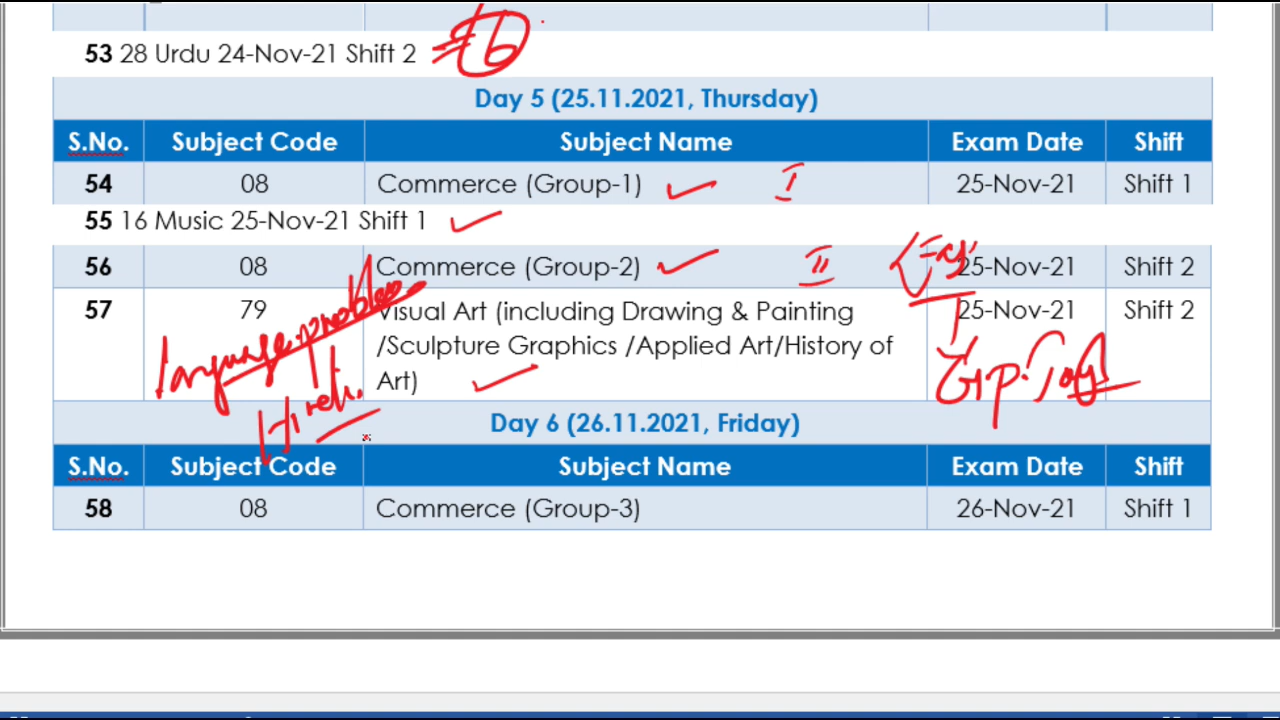 53 28 Urdu 24-Nov-21 Shift 2
6
Day 5 (25.11.2021, Thursday)
S.No. Subject Code Subject Name Exam Date Shift
54 08 Commerce (Group-1) I 25-Nov-21 Shift 1
55 16 Music 25-Nov-21 Shift 1
56 08 Commerce (Group-2) II 25-Nov-21 Shift 2
57 79 Visual Art (including Drawing & Painting 25-Nov-21 Shift 2
/Sculpture Graphics /Applied Art/History of
Art)
language problem
Day 6 (26.11.2021, Friday)
S.No. Subject Code Subject Name Exam Date Shift
58 08 Commerce (Group-3) 26-Nov-21 Shift 1